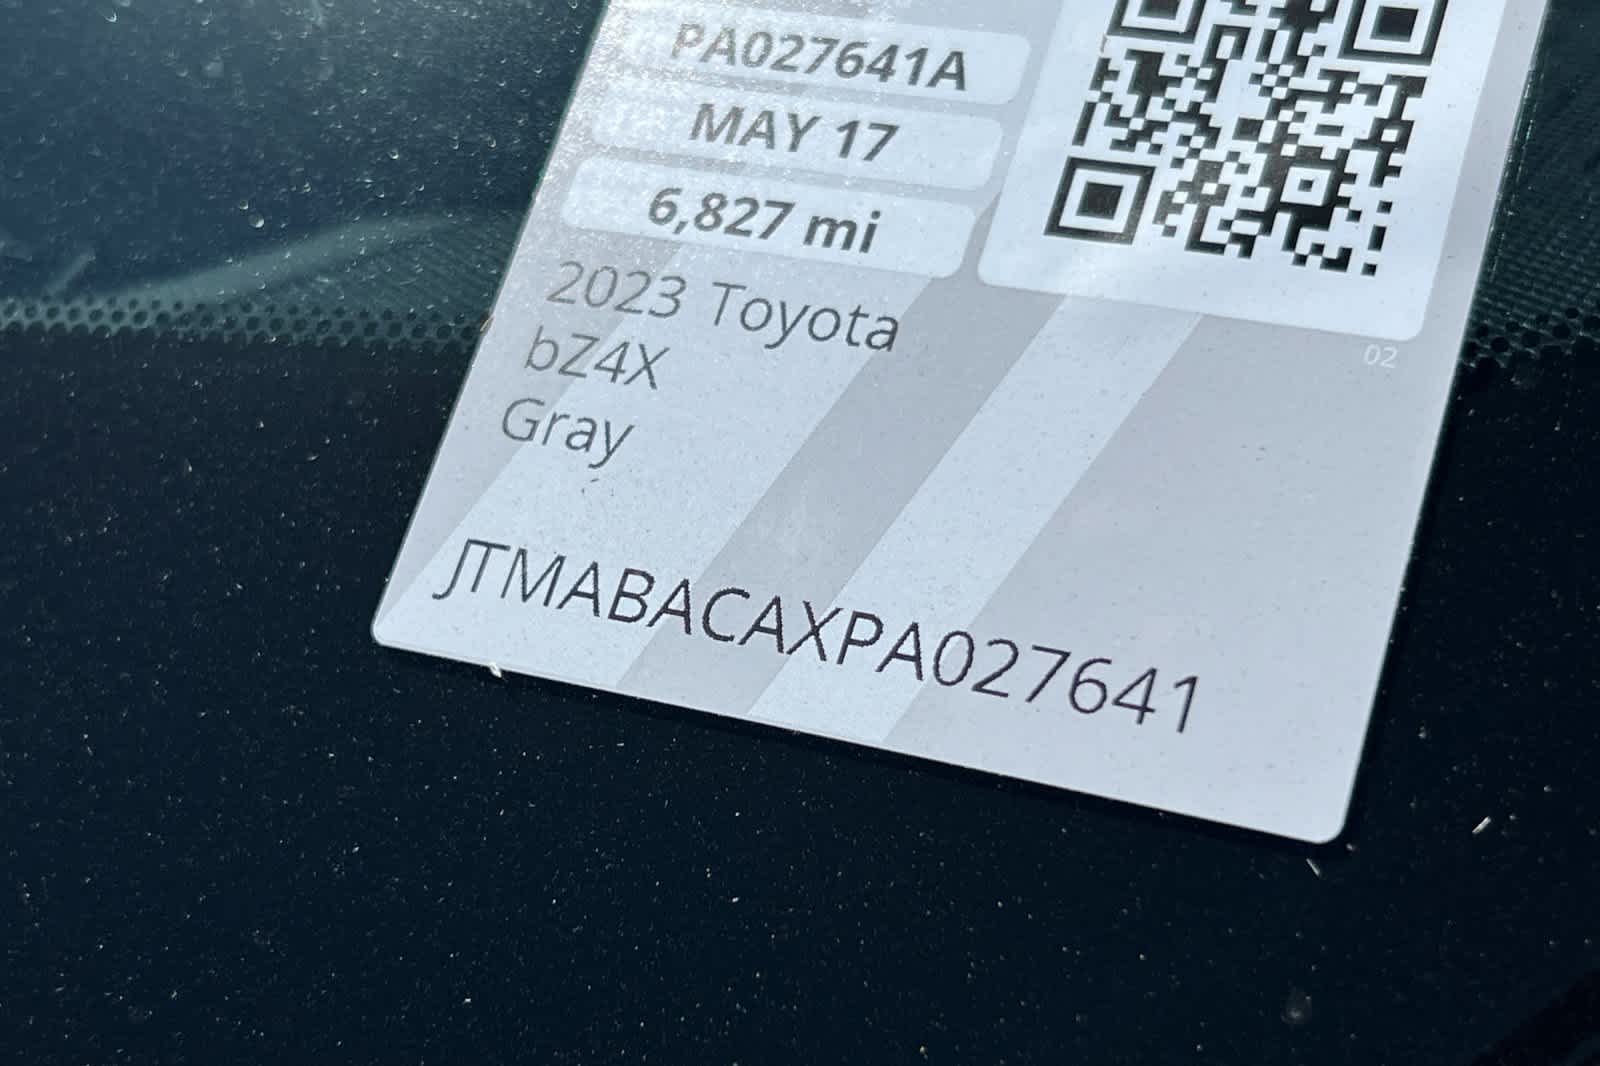 PA027641A
MAY 17
6,827 mi
2023 Toyota
bZ4X
Gray
02
JTMABACAXPA027641